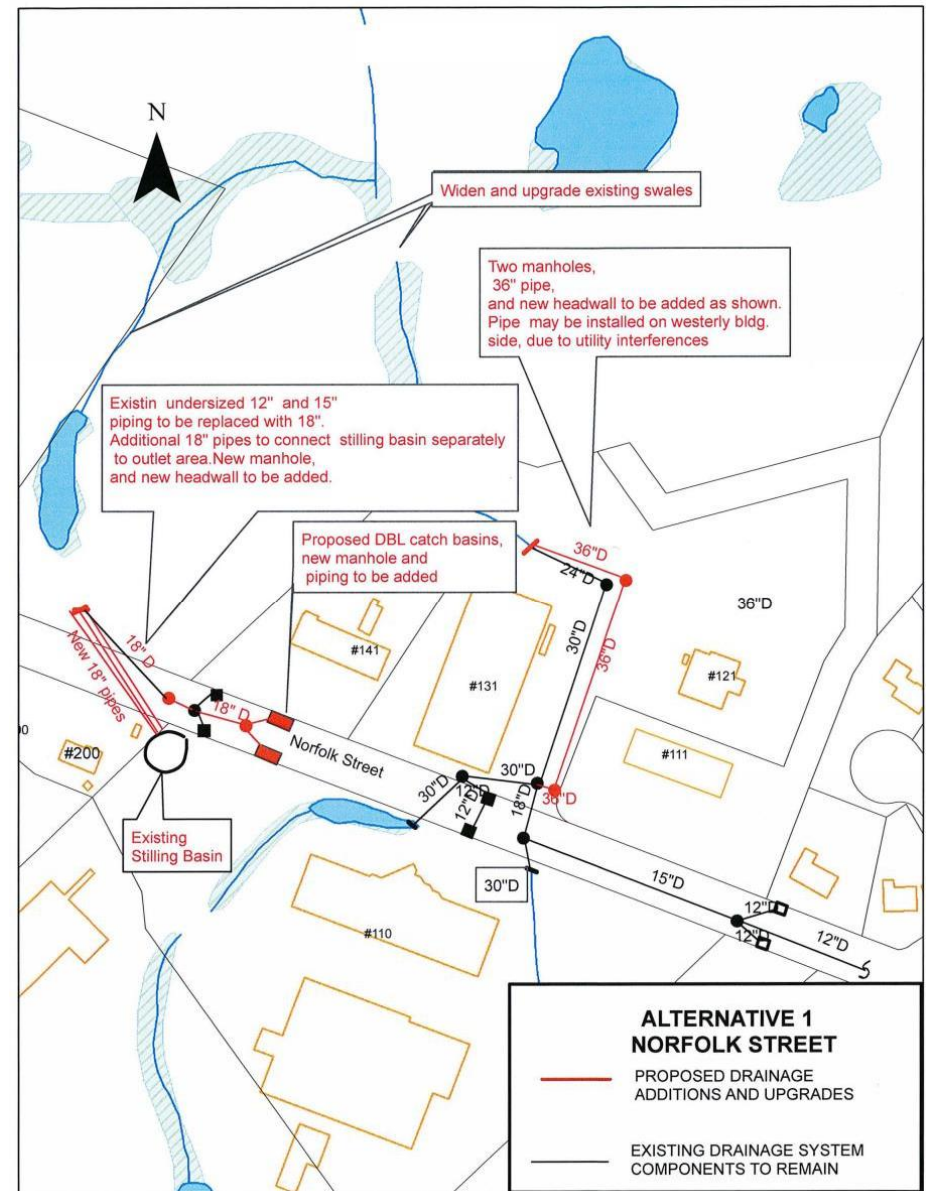 N
Widen and upgrade existing swales
Two manholes,
36" pipe,
and new headwall to be added as shown.
Pipe may be installed on westerly bldg.
side, due to utility interferences
Existin undersized 12" and 15"
piping to be replaced with 18".
Additional 18" pipes to connect stilling basin separately
to outlet area.New manhole,
and new headwall to be added.
Proposed DBL catch basins,
new manhole and
piping to be added
36"D
24"D
36"D
30"D
36"D
18" D
New 18" pipes
18" D
#141
#131
#121
#111
#200
Norfolk Street
30"D
30"D
12"D
12"D
18"D
36"D
Existing
Stilling Basin
30"D
15"D
12"D
12"D
12"D
#110
ALTERNATIVE 1
NORFOLK STREET
PROPOSED DRAINAGE
ADDITIONS AND UPGRADES
EXISTING DRAINAGE SYSTEM
COMPONENTS TO REMAIN